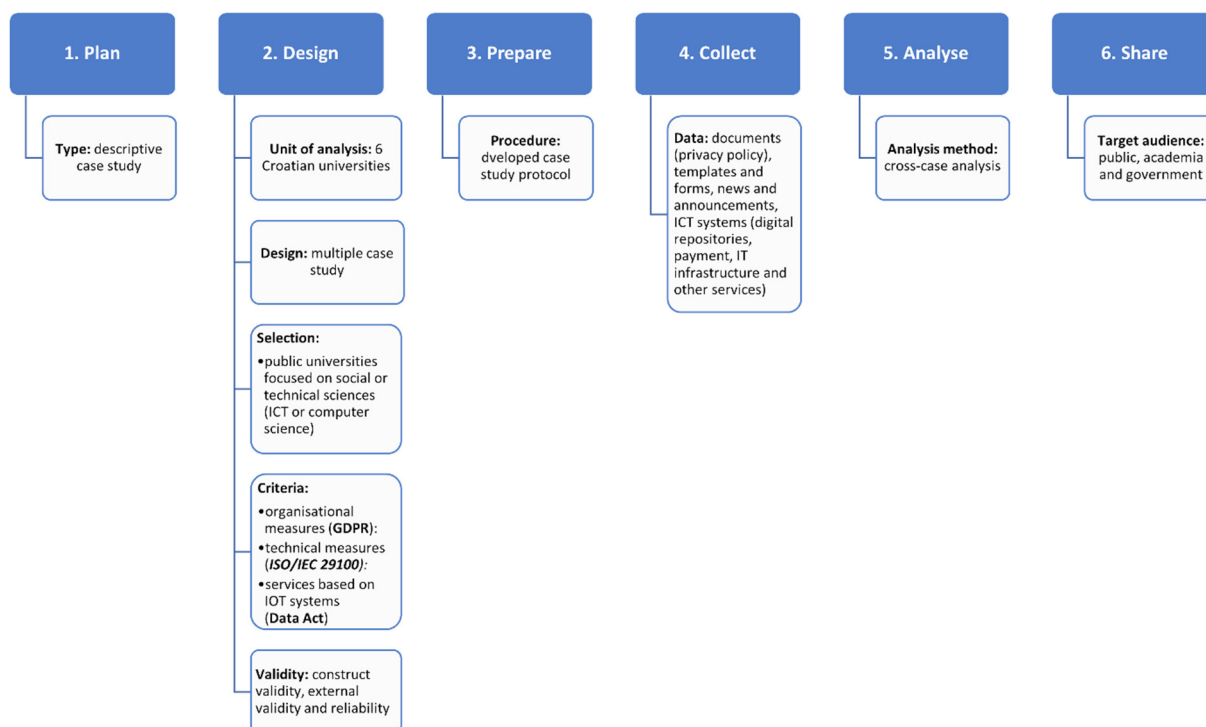 1. Plan
Type: descriptive
case study
2. Design
Unit of analysis: 6
Croatian universities
Design: multiple case
study
Selection:
•public universities
focused on social or
technical sciences
(ICT or computer
science)
Criteria:
•organisational
measures (GDPR):
•technical measures
(ISO/IEC 29100):
•services based on
IOT systems
(Data Act)
Validity: construct
validity, external
validity and reliability
3. Prepare
Procedure:
dveloped case
study protocol
4. Collect
Data: documents
(privacy policy),
templates and
forms, news and
announcements,
ICT systems (digital
repositories,
payment, IT
infrastructure and
other services)
5. Analyse
Analysis method:
cross-case analysis
6. Share
Target audience:
public, academia
and government